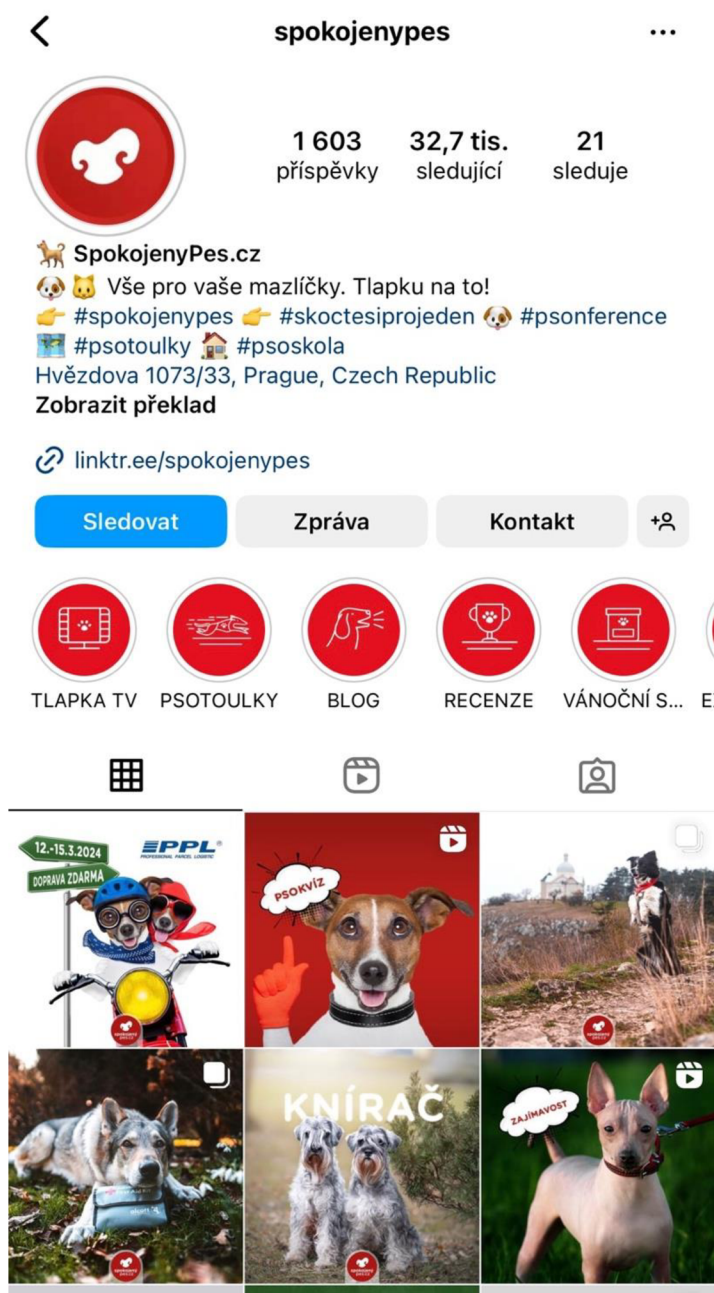 spokojenypes
1 603
příspěvky
32,7 tis.
sledující
21
sleduje
SpokojenyPes.cz
Vše pro vaše mazlíčky. Tlapku na to!
#spokojenypes #skoctesiprojeden #psonference
#psotoulky #psoskola
Hvězdova 1073/33, Prague, Czech Republic
Zobrazit překlad
linktr.ee/spokojenypes
Sledovat
Zpráva
Kontakt
TLAPKA TV
PSOTOULKY
BLOG
RECENZE
VÁNOČNÍ S...
12.-15.3.2024
DOPRAVA ZDARMA
PPL
PROFESSIONAL PARCEL LOGISTIC
PSOKVÍZ
KNÍRAČ
ZAJÍMAVOST